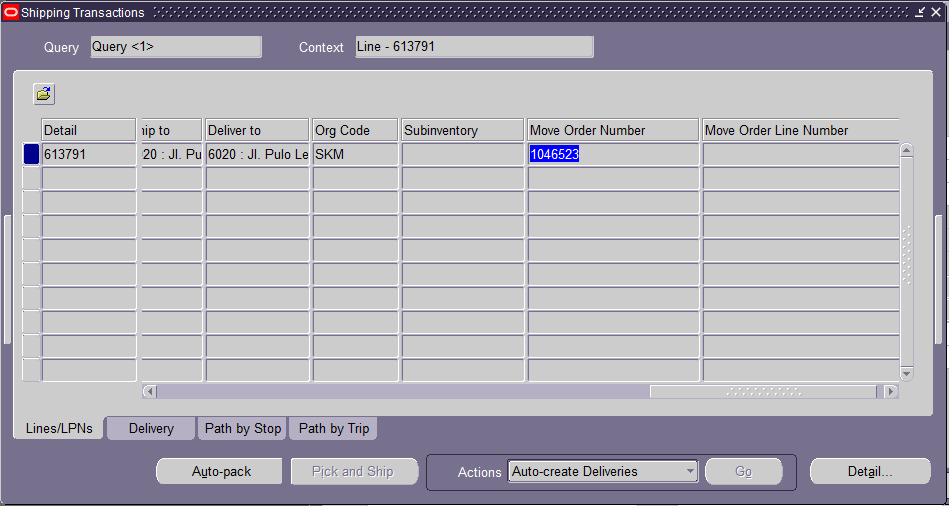 Shipping Transactions
Query Query <1> Context Line - 613791
Detail hip to Deliver to Org Code Subinventory Move Order Number Move Order Line Number
613791 20 : Jl. Pu 6020 : Jl. Pulo Le SKM 1046523
Lines/LPNs Delivery Path by Stop Path by Trip
Auto-pack Pick and Ship Actions Auto-create Deliveries Go Detail...